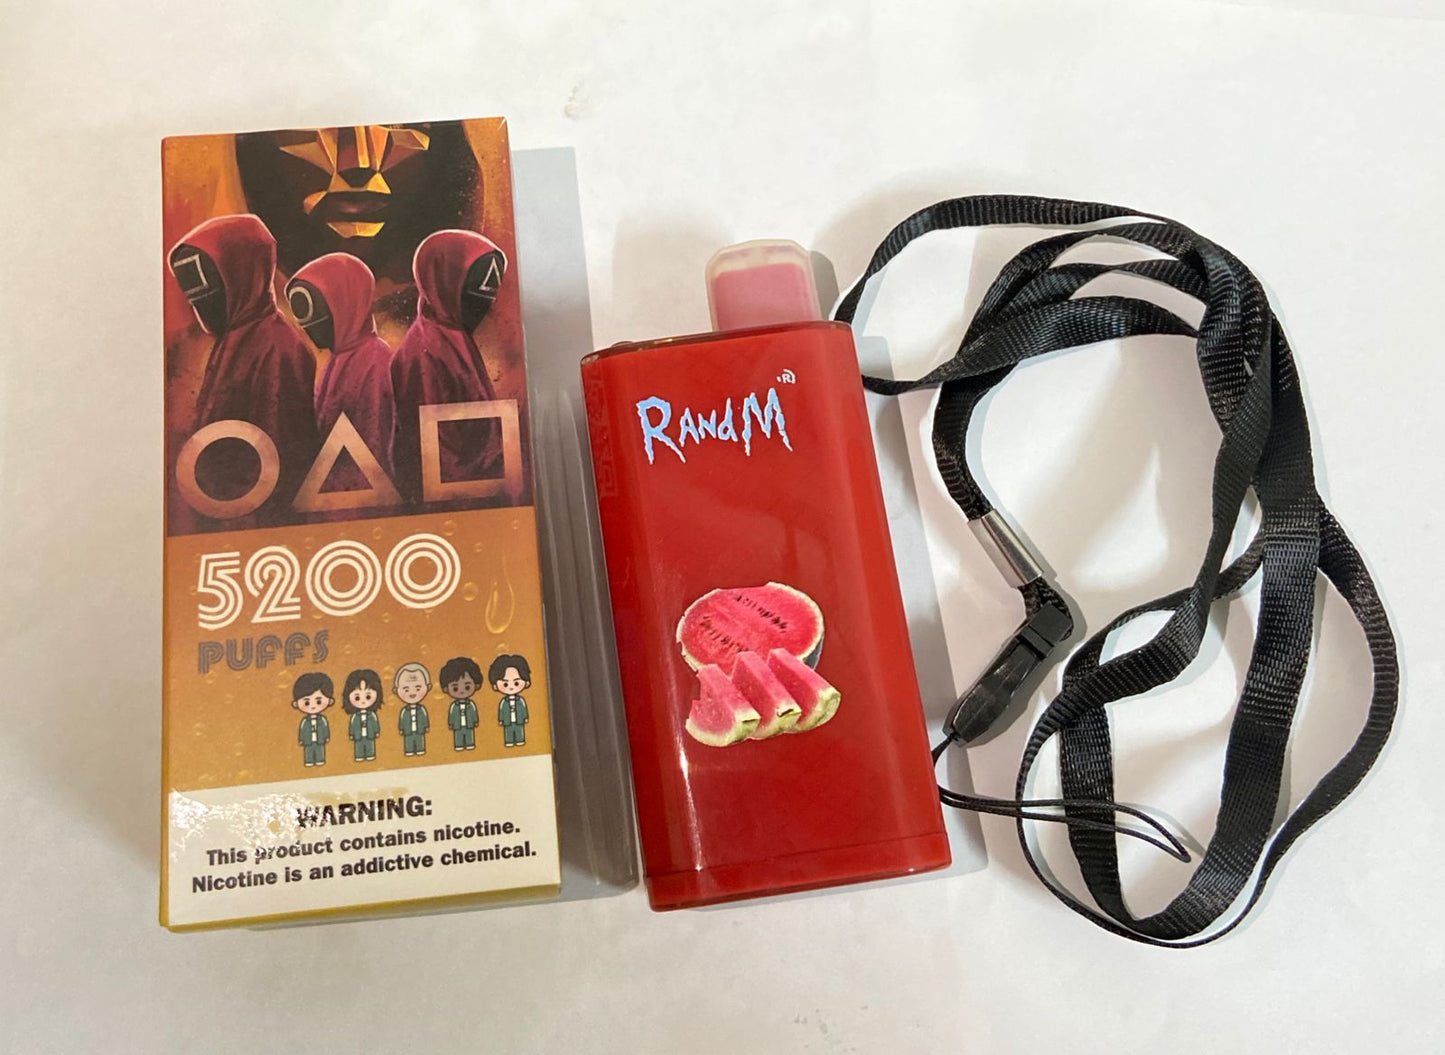 5200
PUFFS
WARNING:
This product contains nicotine.
Nicotine is an addictive chemical.
RANdM®